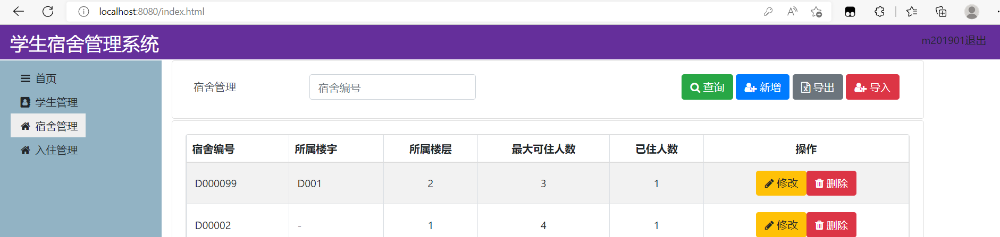 localhost:8080/index.html
学生宿舍管理系统
m201901退出
首页
学生管理
宿舍管理
入住管理
宿舍管理 宿舍编号 查询 新增 导出 导入
宿舍编号 所属楼宇 所属楼层 最大可住人数 已住人数 操作
D000099 D001 2 3 1 修改 删除
D00002 - 1 4 1 修改 删除